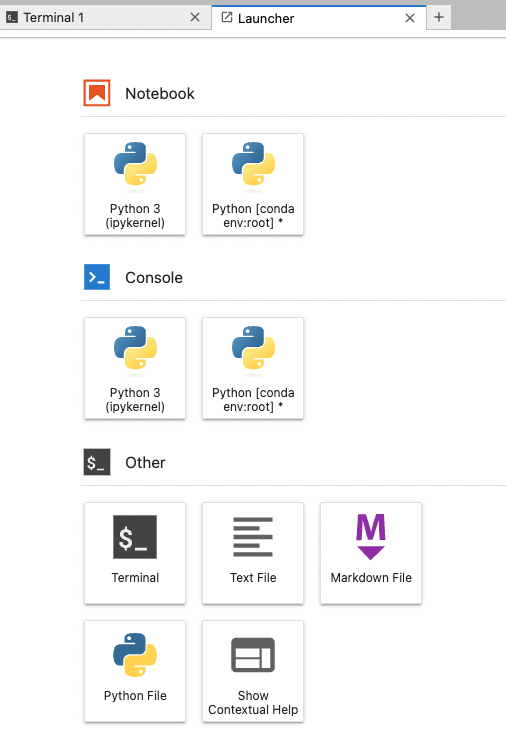 $_ Terminal 1
Launcher
Notebook
Python 3
(ipykernel)
Python [conda
env:root] *
Console
Python 3
(ipykernel)
Python [conda
env:root] *
$_ Other
$_
Terminal
Text File
M
Markdown File
Python File
Show
Contextual Help